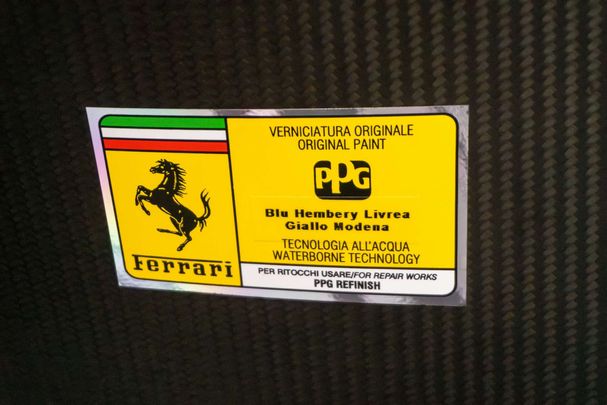 Ferrari
VERNICIATURA ORIGINALE
ORIGINAL PAINT
PPG
Blu Hembery Livrea
Giallo Modena
TECNOLOGIA ALL'ACQUA
WATERBORNE TECHNOLOGY
PER RITOCCHI USARE/FOR REPAIR WORKS
PPG REFINISH